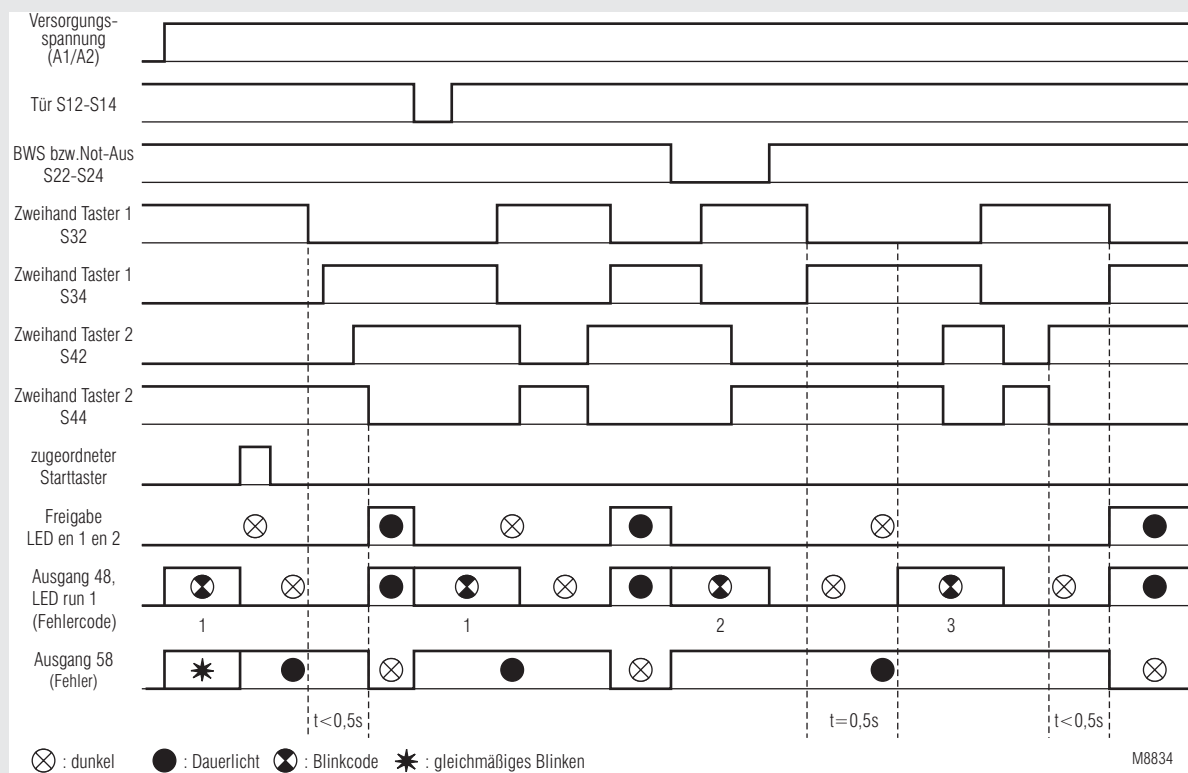 Versorgungs-
spannung
(A1/A2)
Tür S12-S14
BWS bzw.Not-Aus
S22-S24
Zweihand Taster 1
S32
Zweihand Taster 1
S34
Zweihand Taster 2
S42
Zweihand Taster 2
S44
zugeordneter
Starttaster
Freigabe
LED en 1 en 2
Ausgang 48,
LED run 1
(Fehlercode)
1 1 2 3
Ausgang 58
(Fehler)
t<0,5s t=0,5s t<0,5s
: dunkel : Dauerlicht : Blinkcode : gleichmäßiges Blinken
M8834